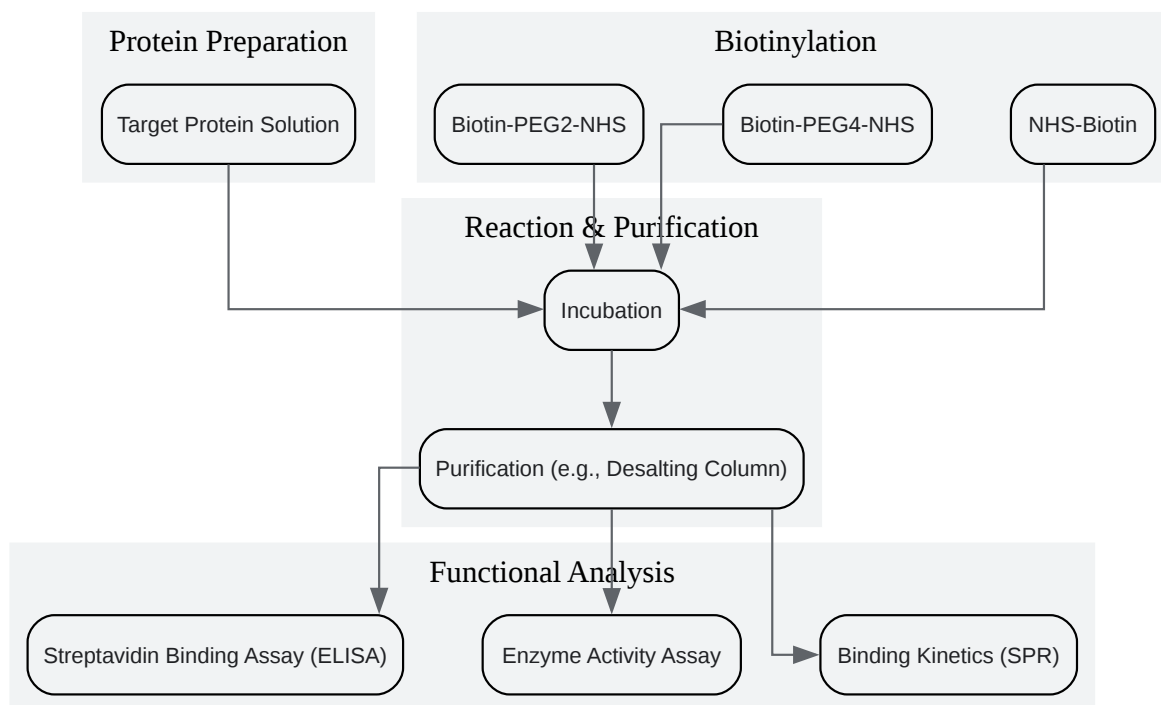 Protein Preparation
Biotinylation
Target Protein Solution
Biotin-PEG2-NHS
Biotin-PEG4-NHS
NHS-Biotin
Reaction & Purification
Incubation
Purification (e.g., Desalting Column)
Functional Analysis
Streptavidin Binding Assay (ELISA)
Enzyme Activity Assay
Binding Kinetics (SPR)